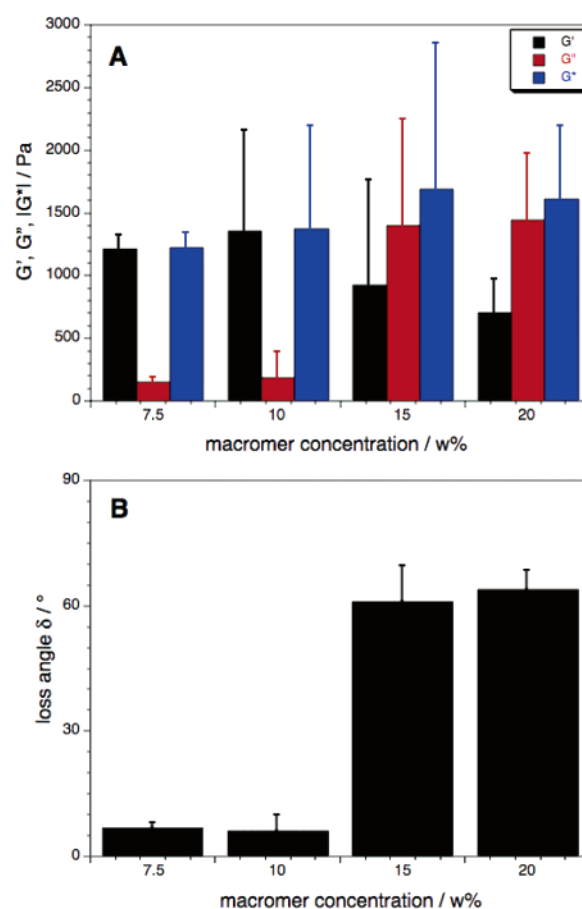 A
G'
G"
G*
3000
2500
2000
1500
1000
500
0
G', G", |G*| / Pa
7.5 10 15 20
macromer concentration / w%
B
90
60
30
0
loss angle δ / °
7.5 10 15 20
macromer concentration / w%